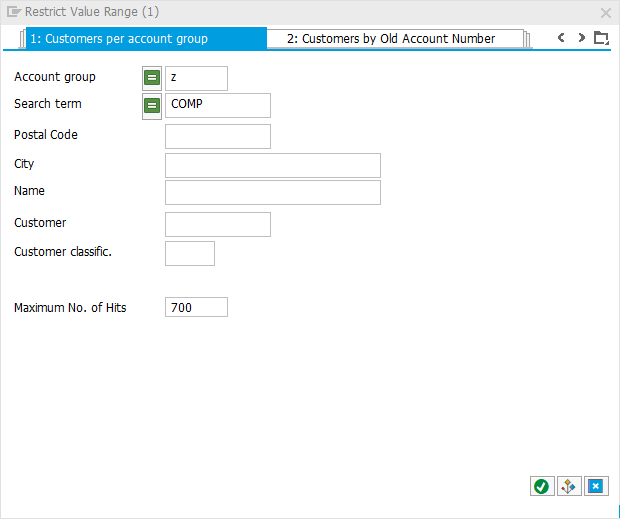 Restrict Value Range (1)
1: Customers per account group
2: Customers by Old Account Number
Account group z
Search term COMP
Postal Code
City
Name
Customer
Customer classific.
Maximum No. of Hits 700